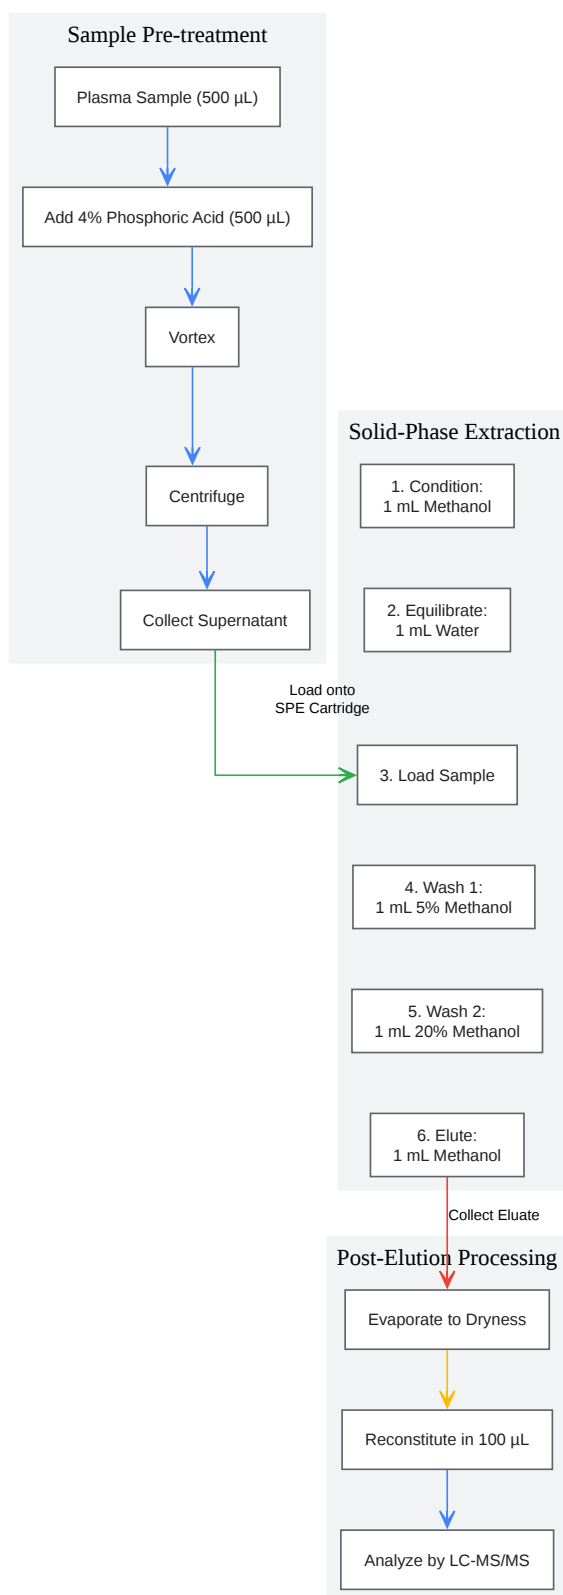 Sample Pre-treatment
Plasma Sample (500 µL)
Add 4% Phosphoric Acid (500 µL)
Vortex
Centrifuge
Collect Supernatant
Load onto
SPE Cartridge
Solid-Phase Extraction
1. Condition:
1 mL Methanol
2. Equilibrate:
1 mL Water
3. Load Sample
4. Wash 1:
1 mL 5% Methanol
5. Wash 2:
1 mL 20% Methanol
6. Elute:
1 mL Methanol
Collect Eluate
Post-Elution Processing
Evaporate to Dryness
Reconstitute in 100 µL
Analyze by LC-MS/MS